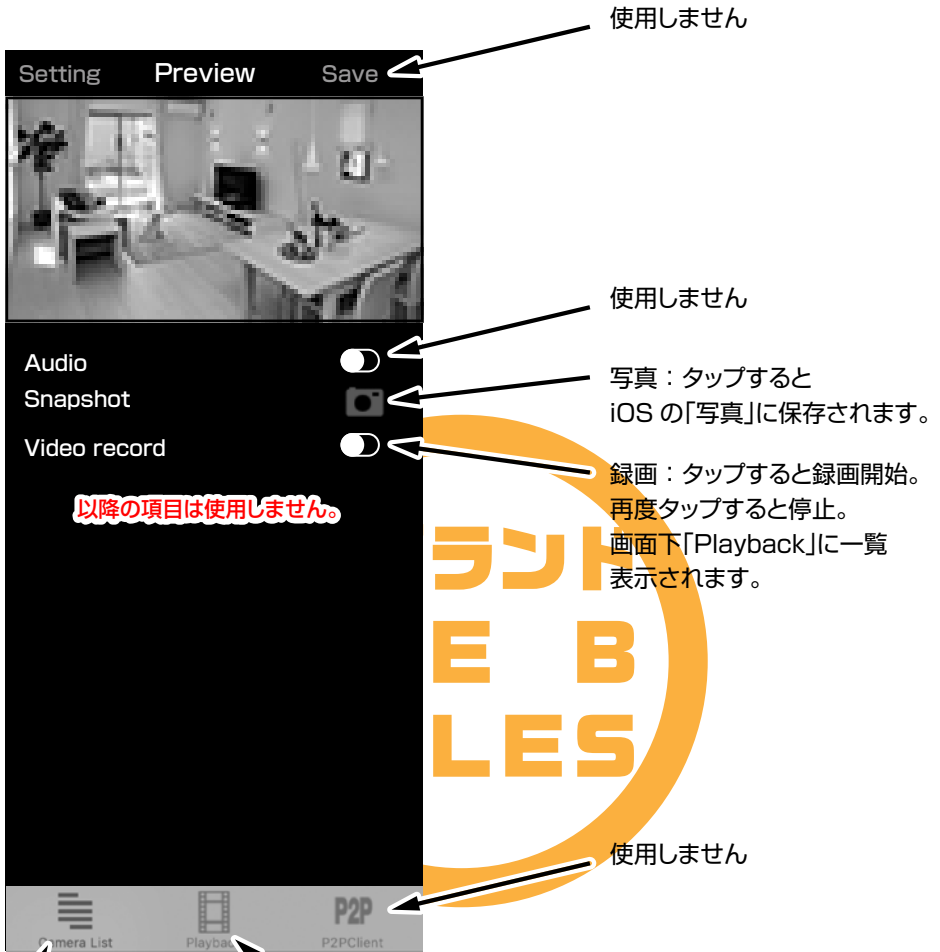 使用しません
Setting Preview Save
使用しません
Audio
写真：タップすると
Snapshot
iOS の「写真」に保存されます。
Video record
録画：タップすると録画開始。
以降の項目は使用しません。
再度タップすると停止。
画面下「Playback」に一覧
表示されます。
ランド
E B
LES
使用しません
P2P
Camera List Playback P2PClient